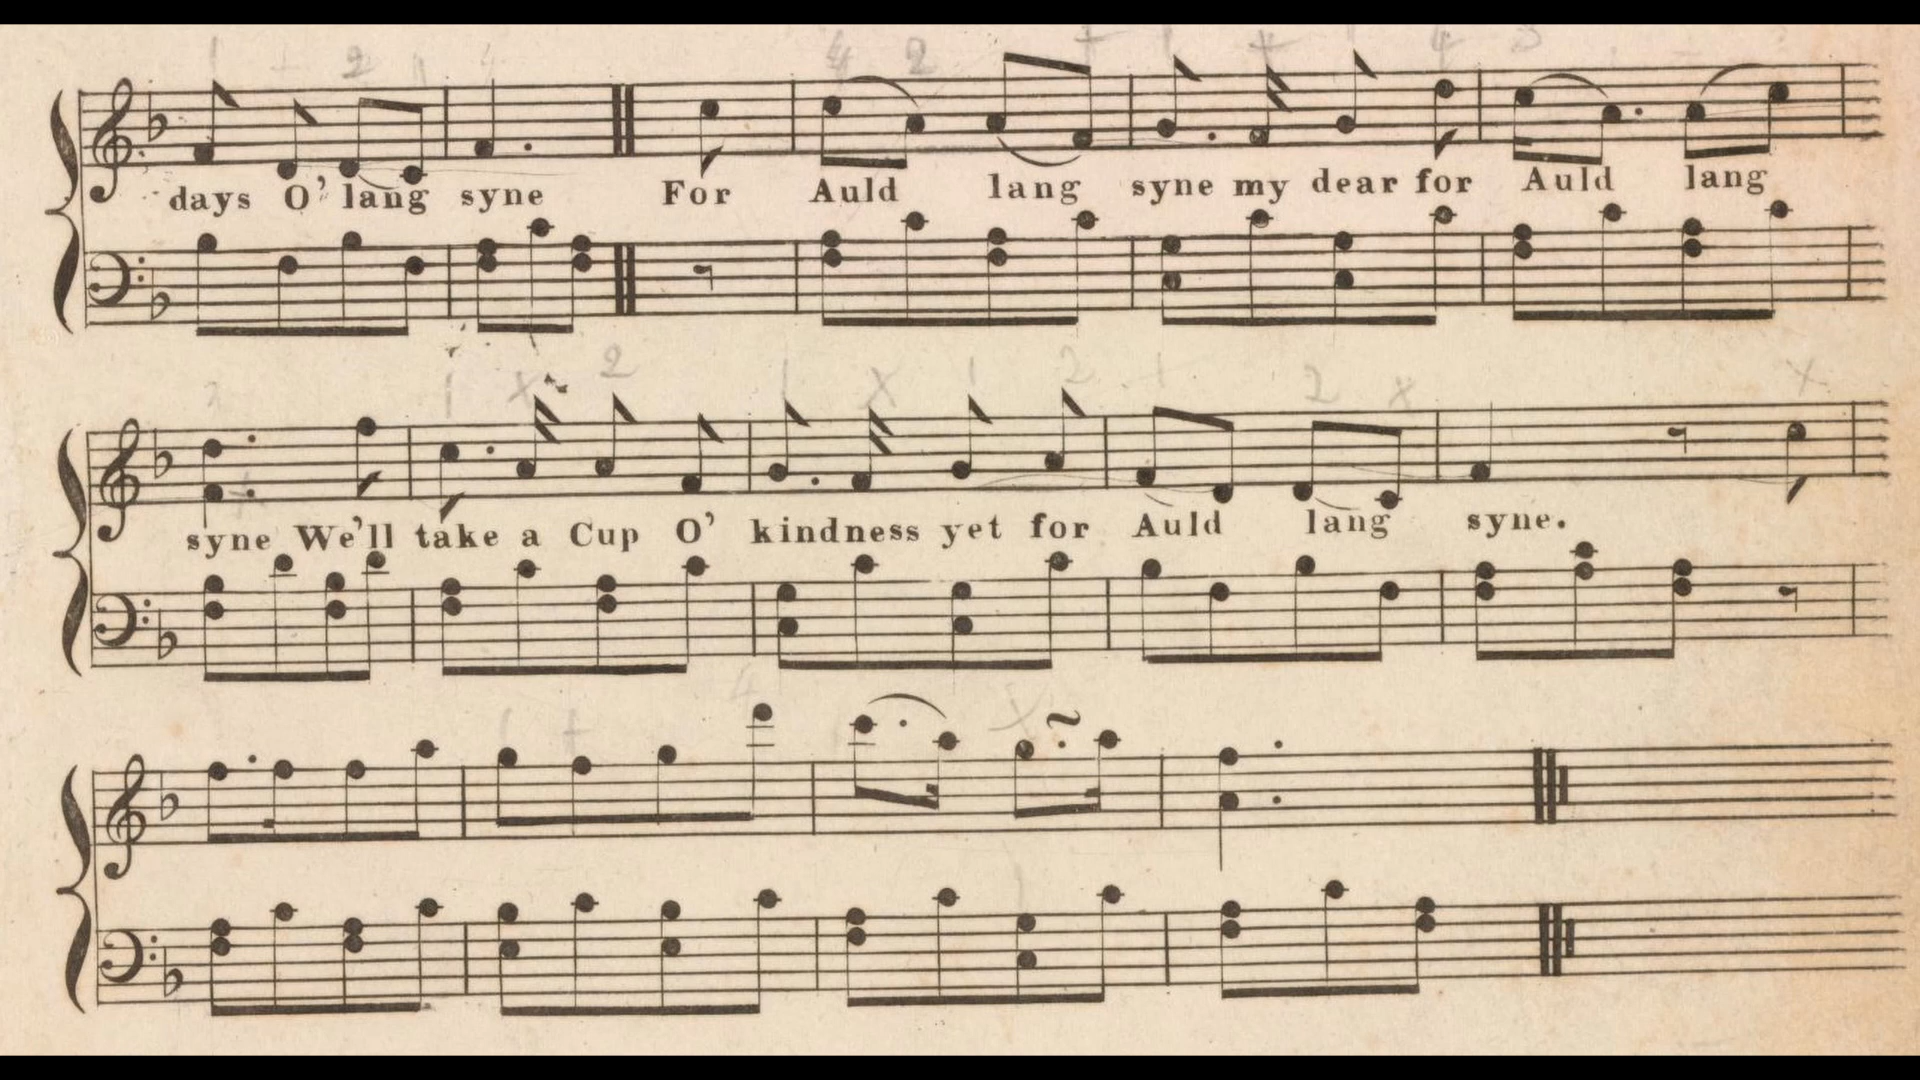 days O' lang syne For Auld lang syne my dear for Auld lang
syne We'll take a Cup O' kindness yet for Auld lang syne.